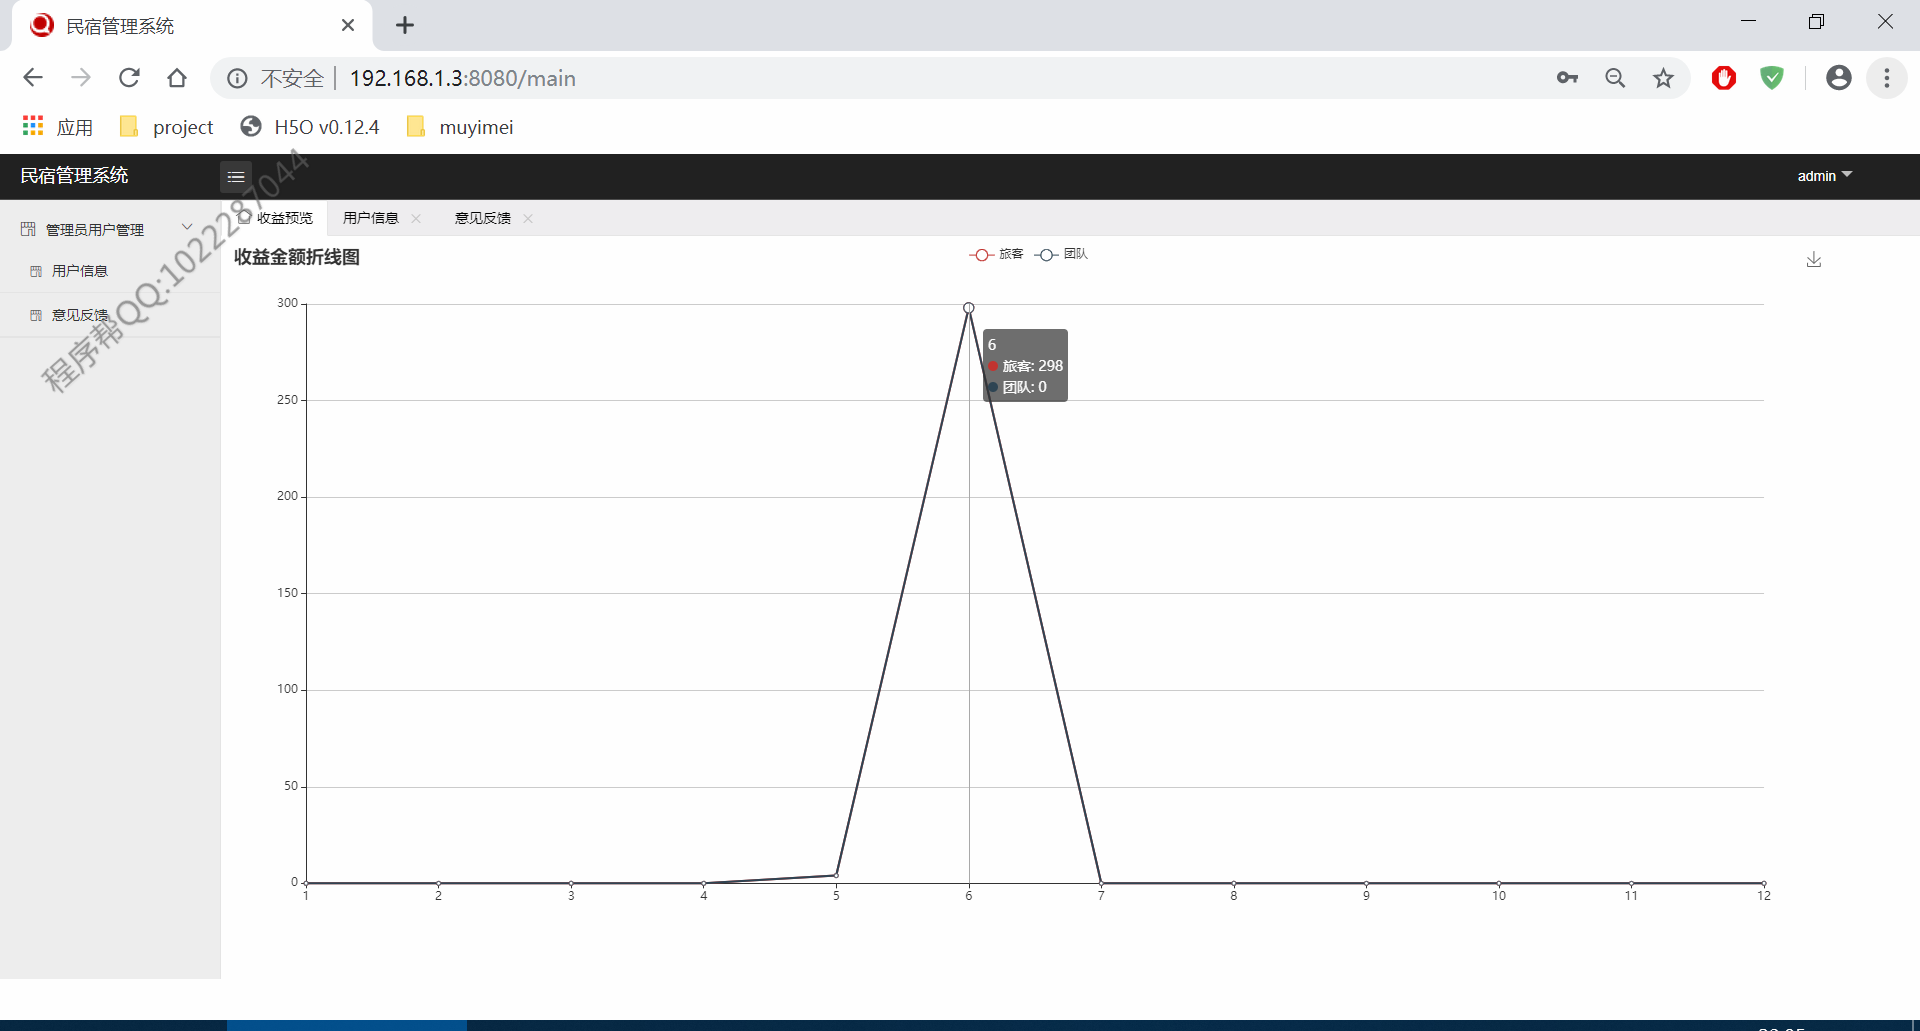 民宿管理系统
不安全 192.168.1.3:8080/main
应用 project H5O v0.12.4 muyimei
民宿管理系统
admin
管理员用户管理
用户信息
意见反馈
程序帮QQ:1022287044
收益预览 用户信息 意见反馈
收益金额折线图
旅客 团队
300
250
200
150
100
50
0
6
旅客: 298
团队: 0
1 2 3 4 5 6 7 8 9 10 11 12